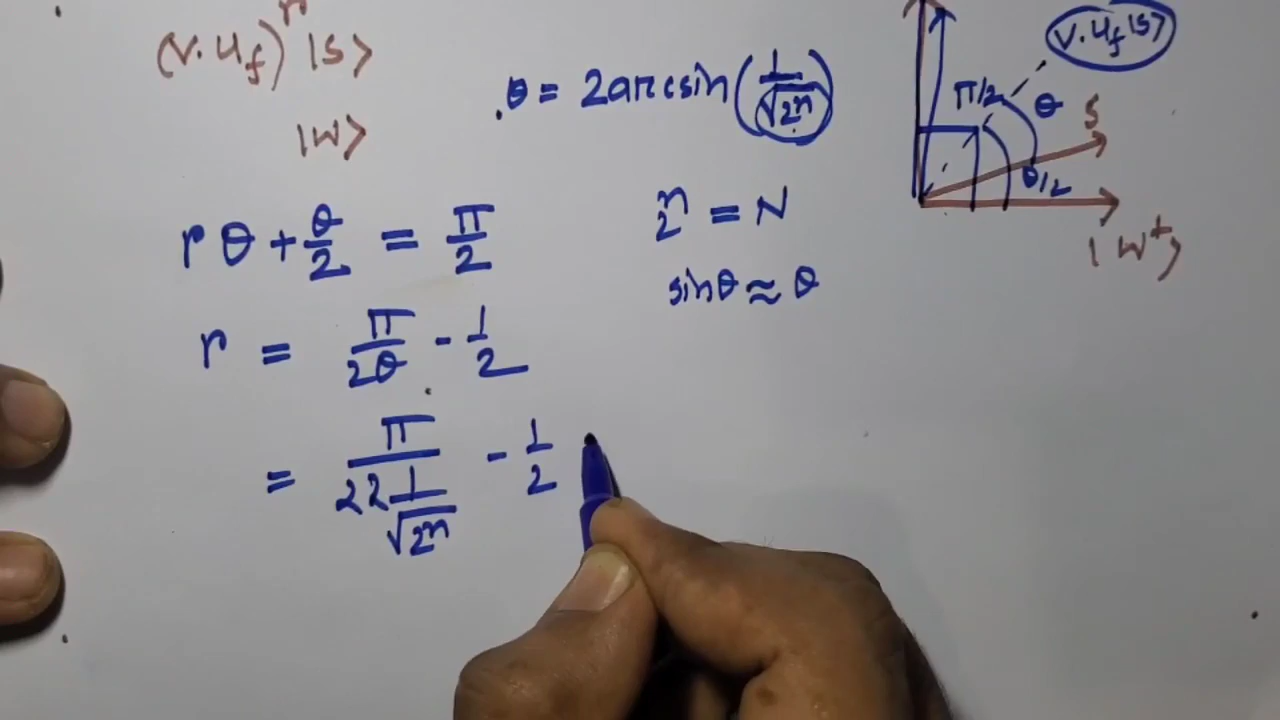 (V.U_f)^r |S>
|W>
θ = 2arcsin(1/√2^n)
rθ + θ/2 = π/2
2^n = N
sinθ ≈ θ
r = π/2θ - 1/2
= π/(2 2 1/√2^n) - 1/2
V.U_f|S>
π/2
θ
S
θ/2
|W^+>